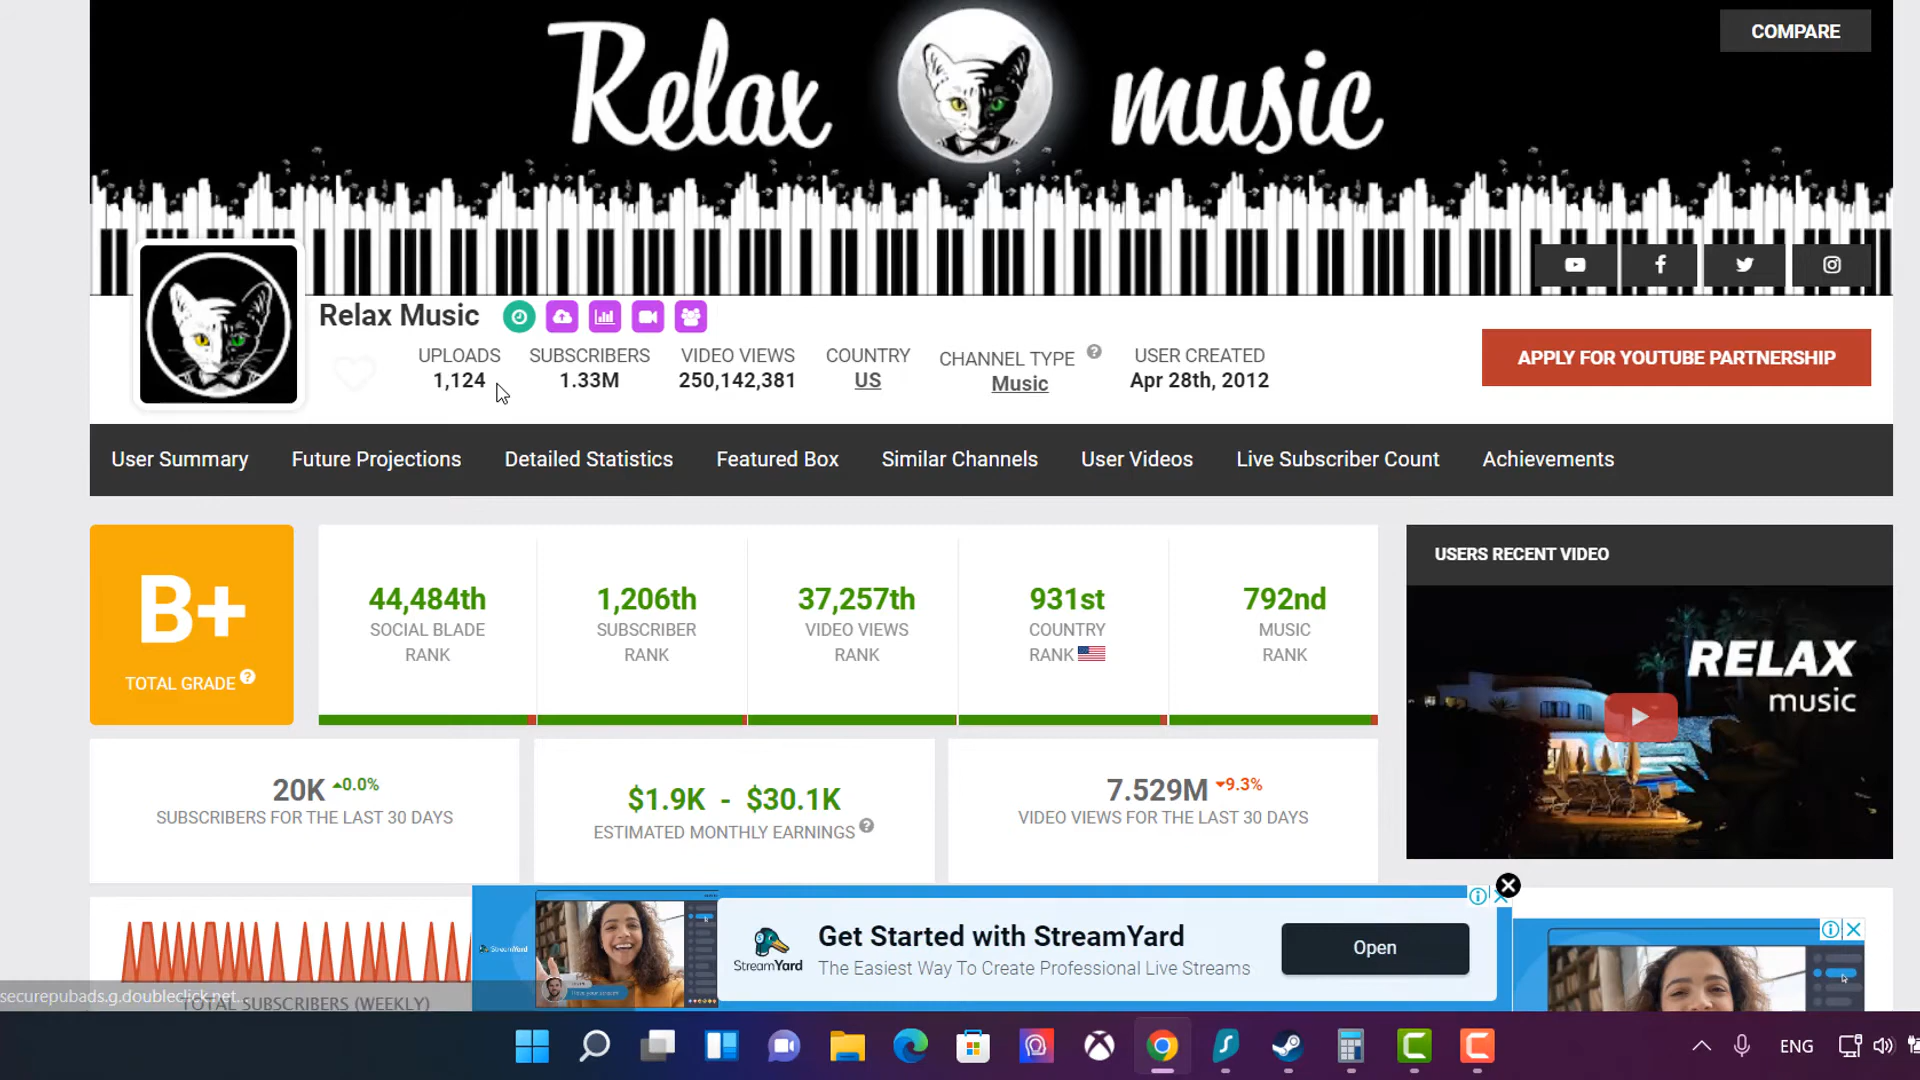 Relax music
COMPARE
Relax Music
UPLOADS
1,124
SUBSCRIBERS
1.33M
VIDEO VIEWS
250,142,381
COUNTRY
US
CHANNEL TYPE
Music
USER CREATED
Apr 28th, 2012
APPLY FOR YOUTUBE PARTNERSHIP
User Summary
Future Projections
Detailed Statistics
Featured Box
Similar Channels
User Videos
Live Subscriber Count
Achievements
B+
TOTAL GRADE
44,484th
SOCIAL BLADE
RANK
1,206th
SUBSCRIBER
RANK
37,257th
VIDEO VIEWS
RANK
931st
COUNTRY
RANK
792nd
MUSIC
RANK
USERS RECENT VIDEO
RELAX
music
20K 0.0%
SUBSCRIBERS FOR THE LAST 30 DAYS
$1.9K - $30.1K
ESTIMATED MONTHLY EARNINGS
7.529M 9.3%
VIDEO VIEWS FOR THE LAST 30 DAYS
StreamYard
StreamYard
Get Started with StreamYard
The Easiest Way To Create Professional Live Streams
Open
securepubads.g.doubleclick.net...
TOTAL SUBSCRIBERS (WEEKLY)
ENG